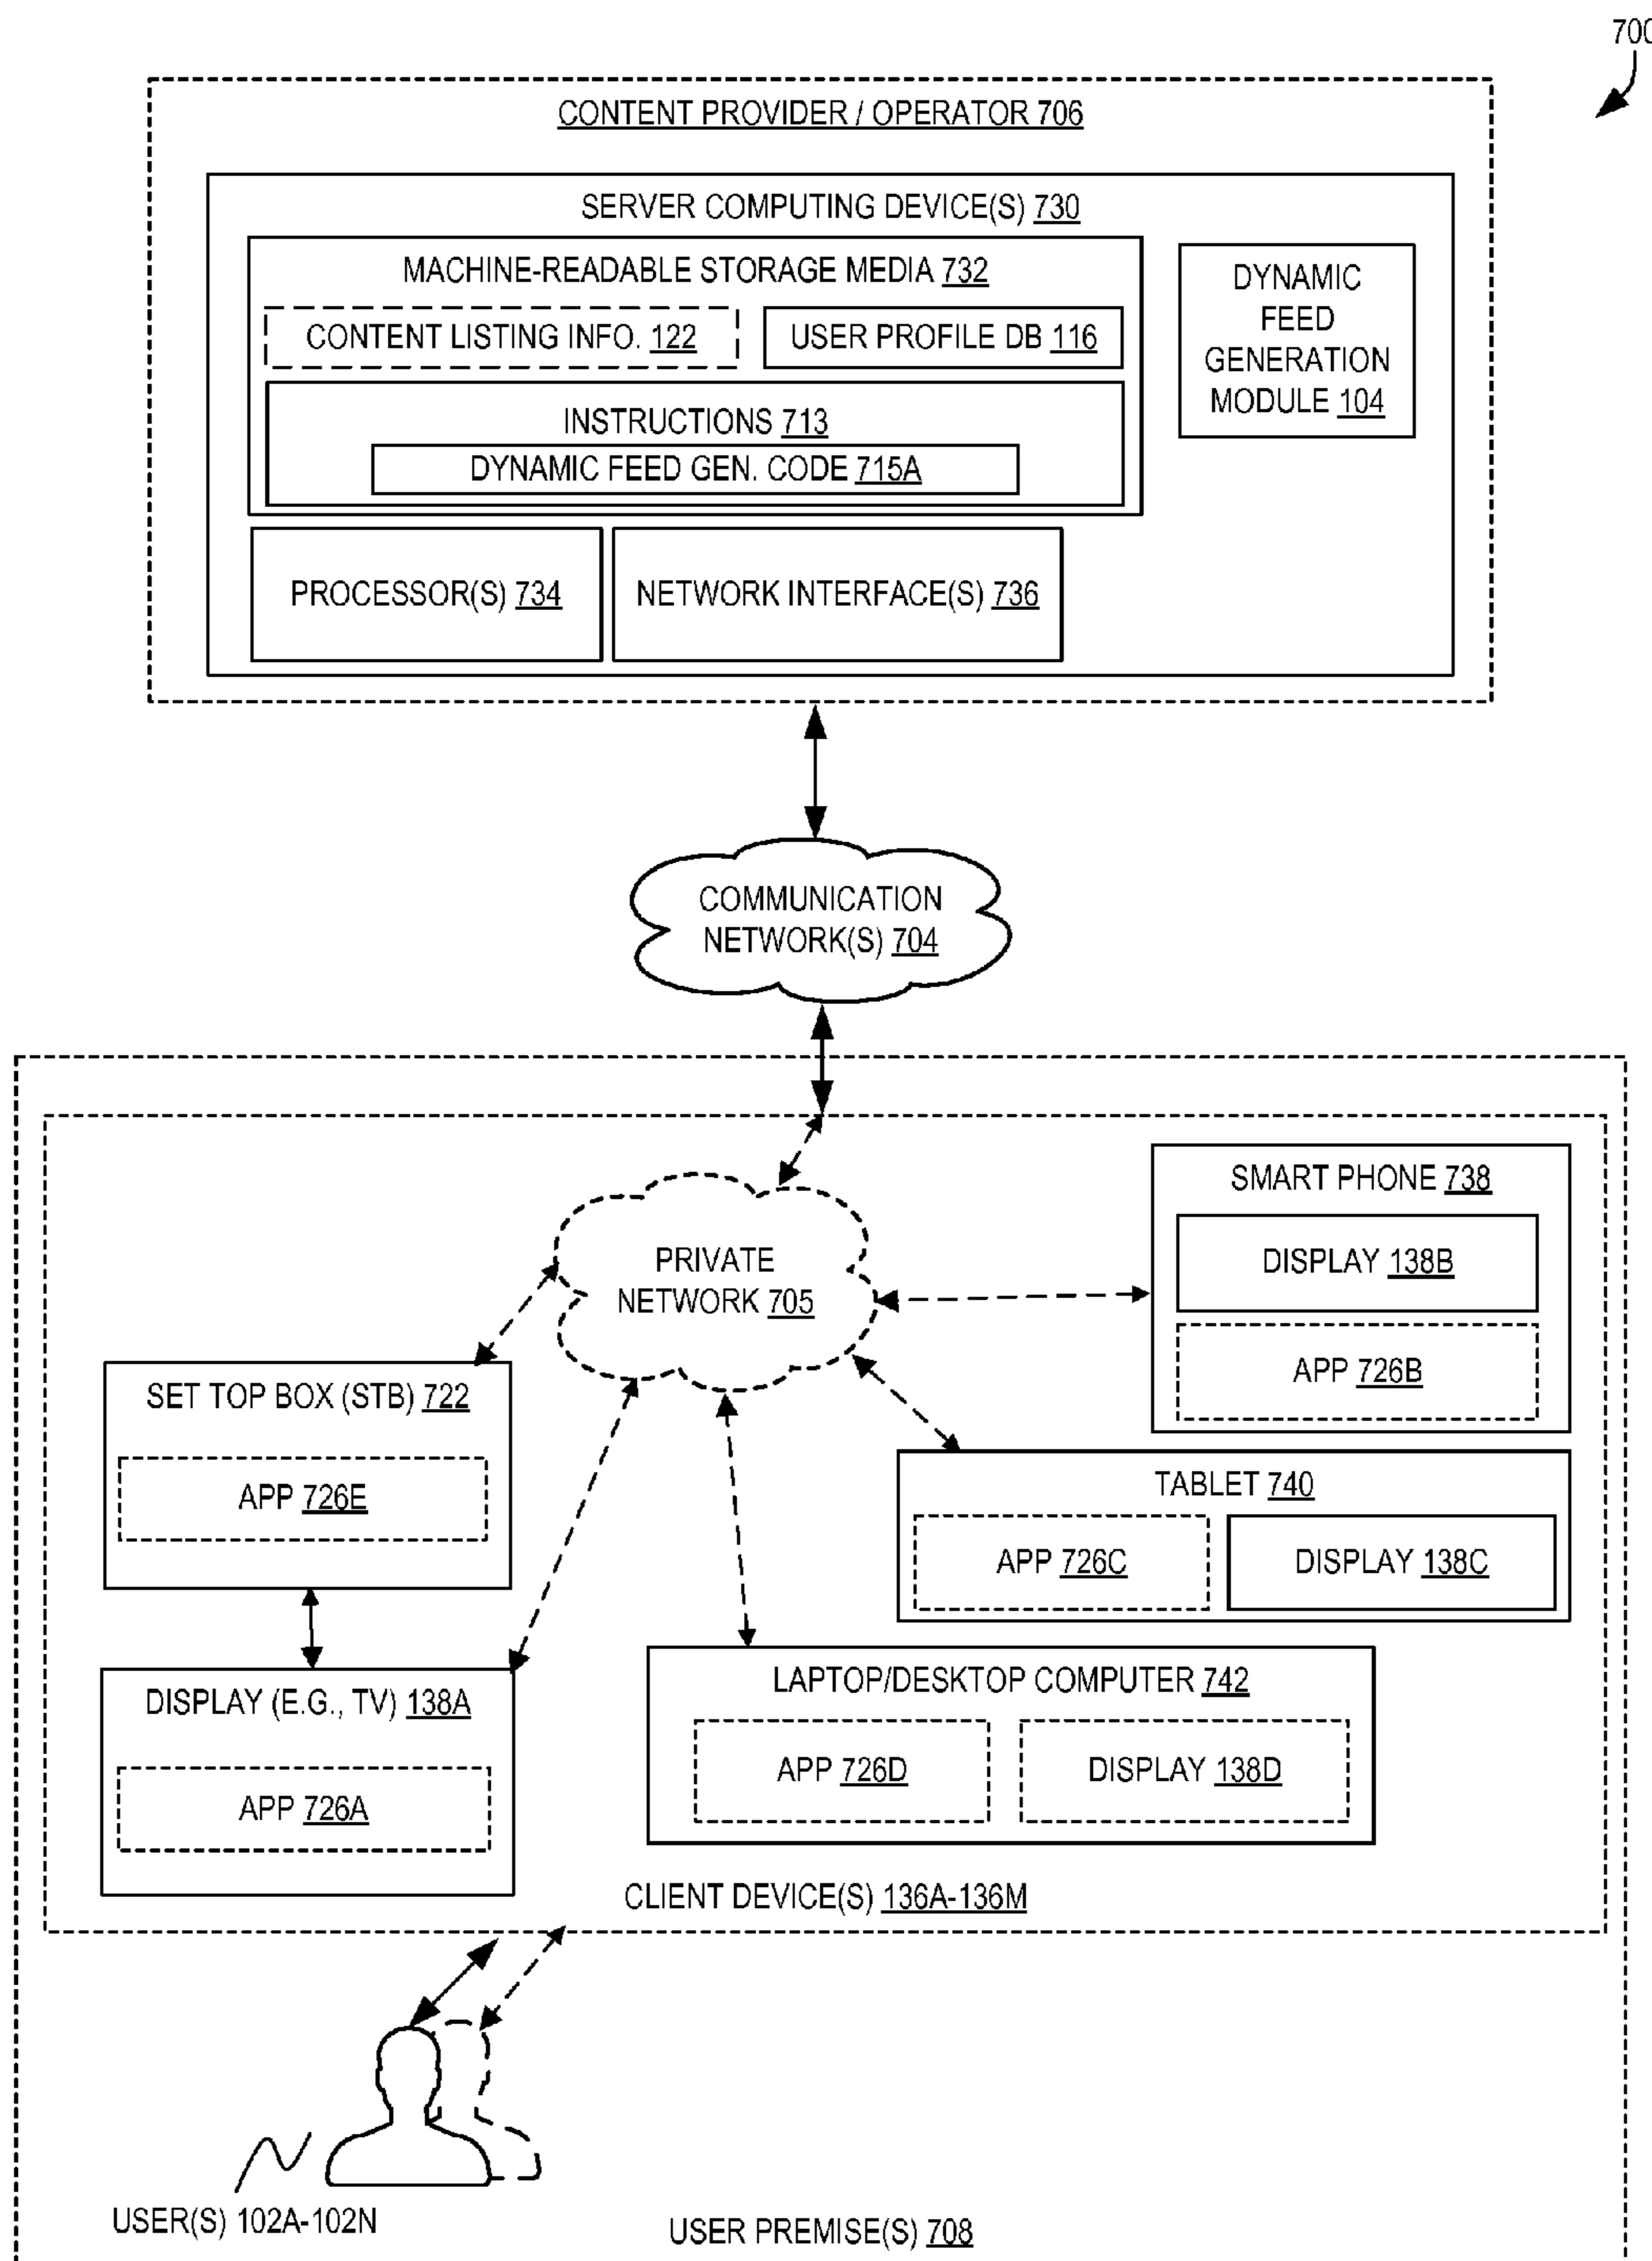 700
CONTENT PROVIDER / OPERATOR 706
SERVER COMPUTING DEVICE(S) 730
MACHINE-READABLE STORAGE MEDIA 732
CONTENT LISTING INFO. 122
USER PROFILE DB 116
INSTRUCTIONS 713
DYNAMIC FEED GEN. CODE 715A
DYNAMIC
FEED
GENERATION
MODULE 104
PROCESSOR(S) 734
NETWORK INTERFACE(S) 736
COMMUNICATION
NETWORK(S) 704
PRIVATE
NETWORK 705
SMART PHONE 738
DISPLAY 138B
APP 726B
SET TOP BOX (STB) 722
APP 726E
TABLET 740
APP 726C
DISPLAY 138C
DISPLAY (E.G., TV) 138A
APP 726A
LAPTOP/DESKTOP COMPUTER 742
APP 726D
DISPLAY 138D
CLIENT DEVICE(S) 136A-136M
USER(S) 102A-102N
USER PREMISE(S) 708